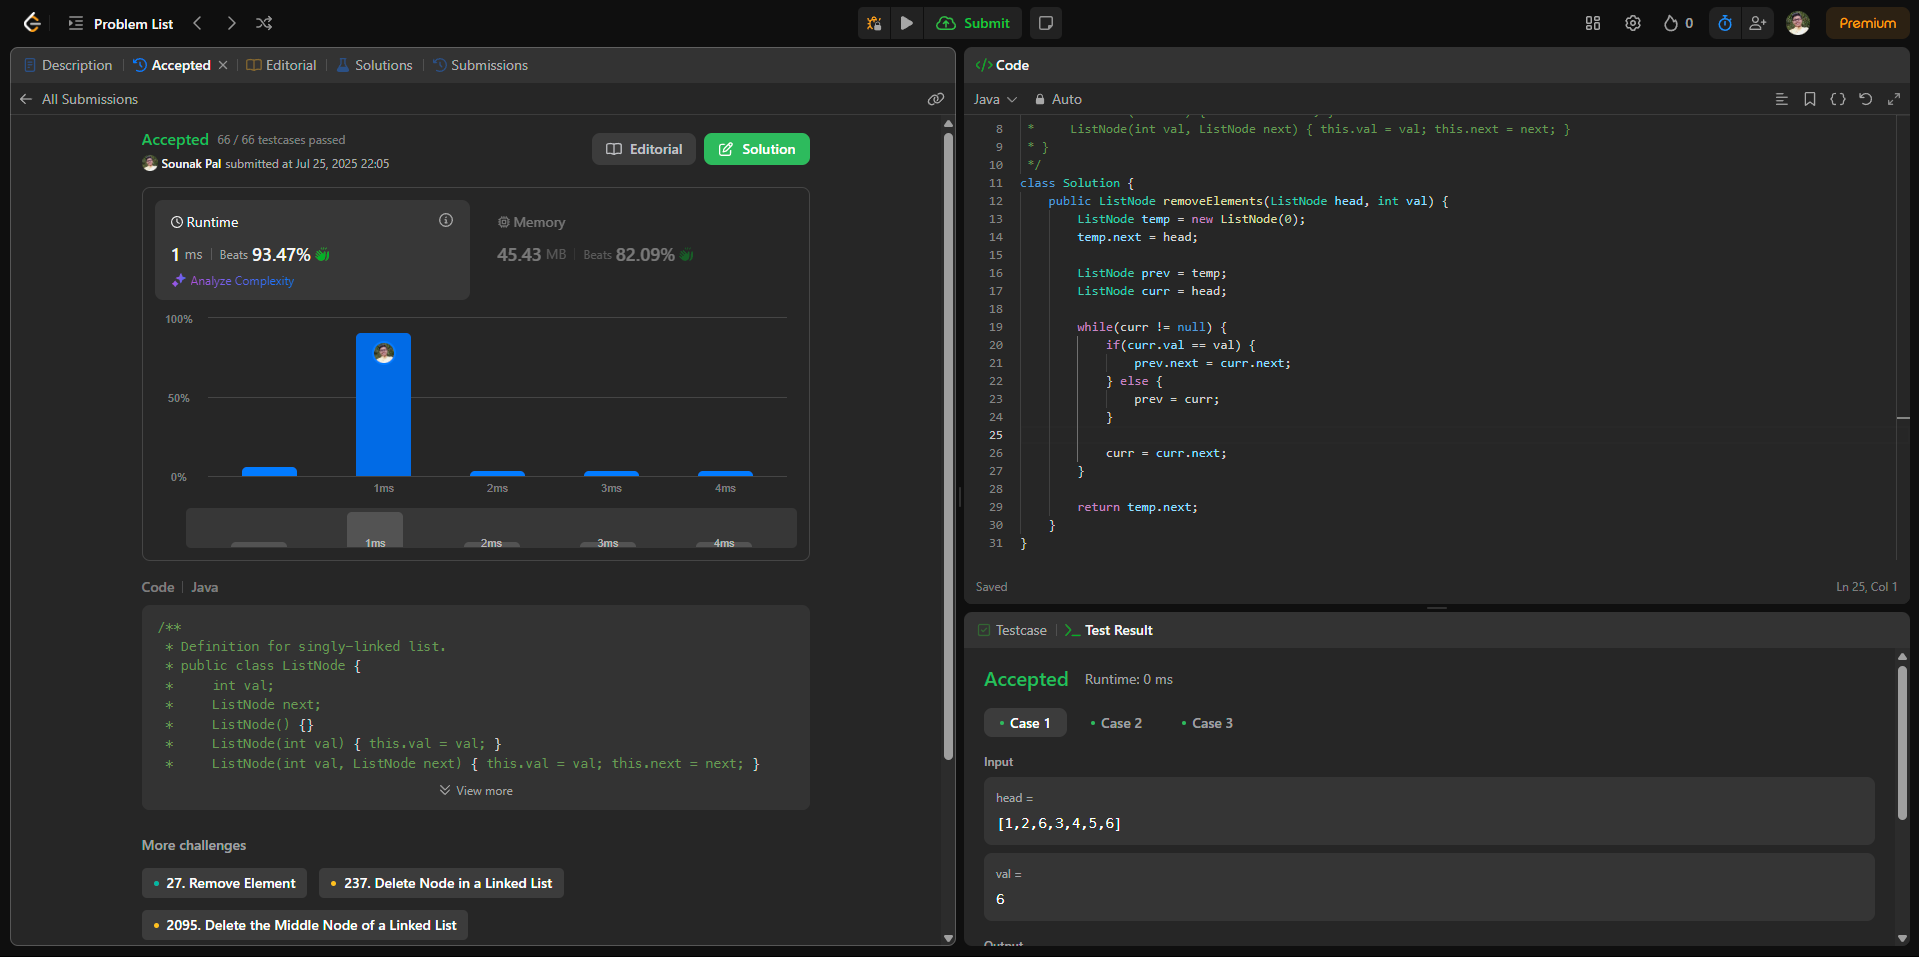 Problem List
Submit
0
Premium
Description
Accepted
Editorial
Solutions
Submissions
All Submissions
Accepted 66 / 66 testcases passed
Sounak Pal submitted at Jul 25, 2025 22:05
Editorial
Solution
Runtime
1 ms | Beats 93.47%
Analyze Complexity
Memory
45.43 MB | Beats 82.09%
100%
50%
0%
1ms 2ms 3ms 4ms
1ms 2ms 3ms 4ms
Code | Java
/**
* Definition for singly-linked list.
* public class ListNode {
* int val;
* ListNode next;
* ListNode() {}
* ListNode(int val) { this.val = val; }
* ListNode(int val, ListNode next) { this.val = val; this.next = next; }
View more
More challenges
27. Remove Element
237. Delete Node in a Linked List
2095. Delete the Middle Node of a Linked List
</> Code
Java
Auto
8 * ListNode(int val, ListNode next) { this.val = val; this.next = next; }
9 * }
10 */
11 class Solution {
12 public ListNode removeElements(ListNode head, int val) {
13 ListNode temp = new ListNode(0);
14 temp.next = head;
15
16 ListNode prev = temp;
17 ListNode curr = head;
18
19 while(curr != null) {
20 if(curr.val == val) {
21 prev.next = curr.next;
22 } else {
23 prev = curr;
24 }
25
26 curr = curr.next;
27 }
28
29 return temp.next;
30 }
31 }
Saved
Ln 25, Col 1
Testcase
>_ Test Result
Accepted Runtime: 0 ms
Case 1
Case 2
Case 3
Input
head =
[1,2,6,3,4,5,6]
val =
6
Output